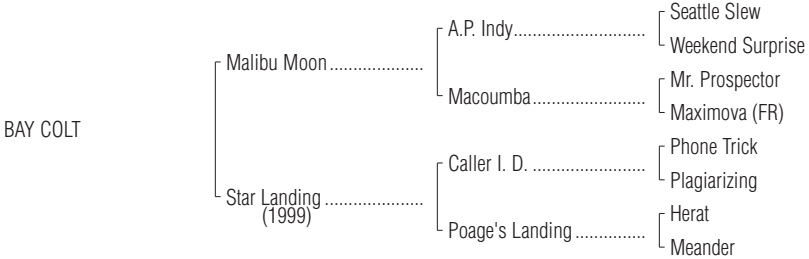 Seattle Slew
A.P. Indy..............................
Weekend Surprise
Malibu Moon.....................
Mr. Prospector
Macoumba..........................
Maximova (FR)
BAY COLT
Phone Trick
Caller I. D. ..........................
Plagiarizing
Star Landing......................
(1999)
Herat
Poage's Landing................
Meander